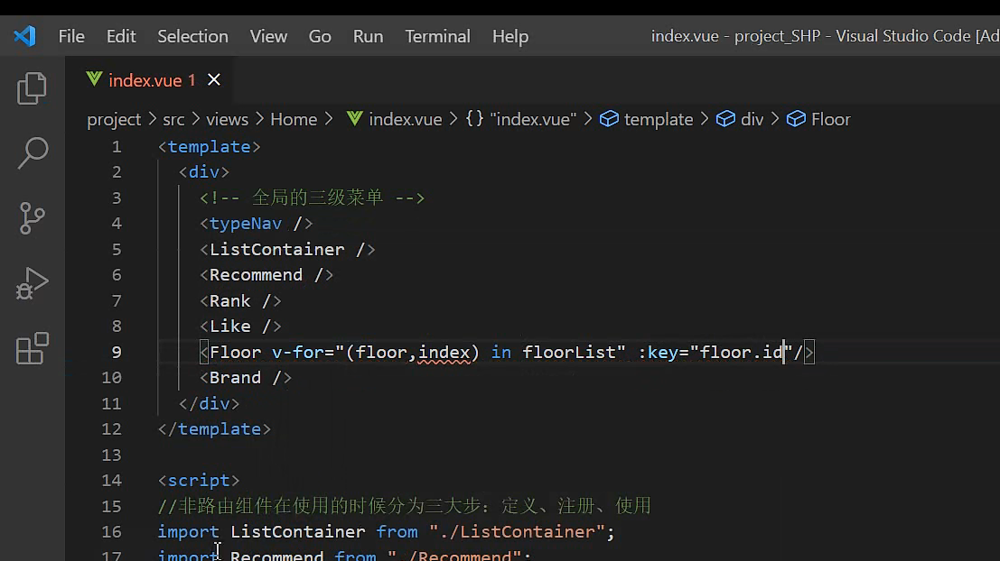 File Edit Selection View Go Run Terminal Help index.vue - project_SHP - Visual Studio Code [Ad
index.vue 1
project > src > views > Home > index.vue > {} "index.vue" > template > div > Floor
1 <template>
2 <div>
3 <!-- 全局的三级菜单 -->
4 <typeNav />
5 <ListContainer />
6 <Recommend />
7 <Rank />
8 <Like />
9 <Floor v-for="(floor,index) in floorList" :key="floor.id"/>
10 <Brand />
11 </div>
12 </template>
13
14 <script>
15 //非路由组件在使用的时候分为三大步：定义、注册、使用
16 import ListContainer from "./ListContainer";
17 import Recommend from "./Recommend";